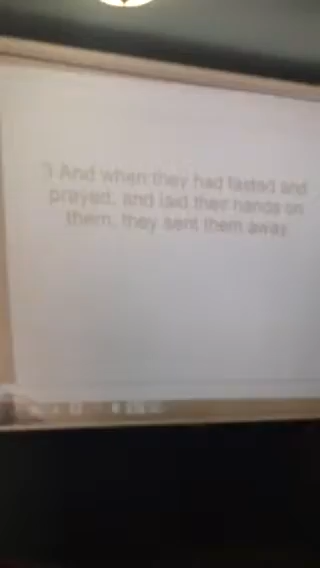 3 And when they had fasted and
prayed, and laid their hands on
them, they sent them away.